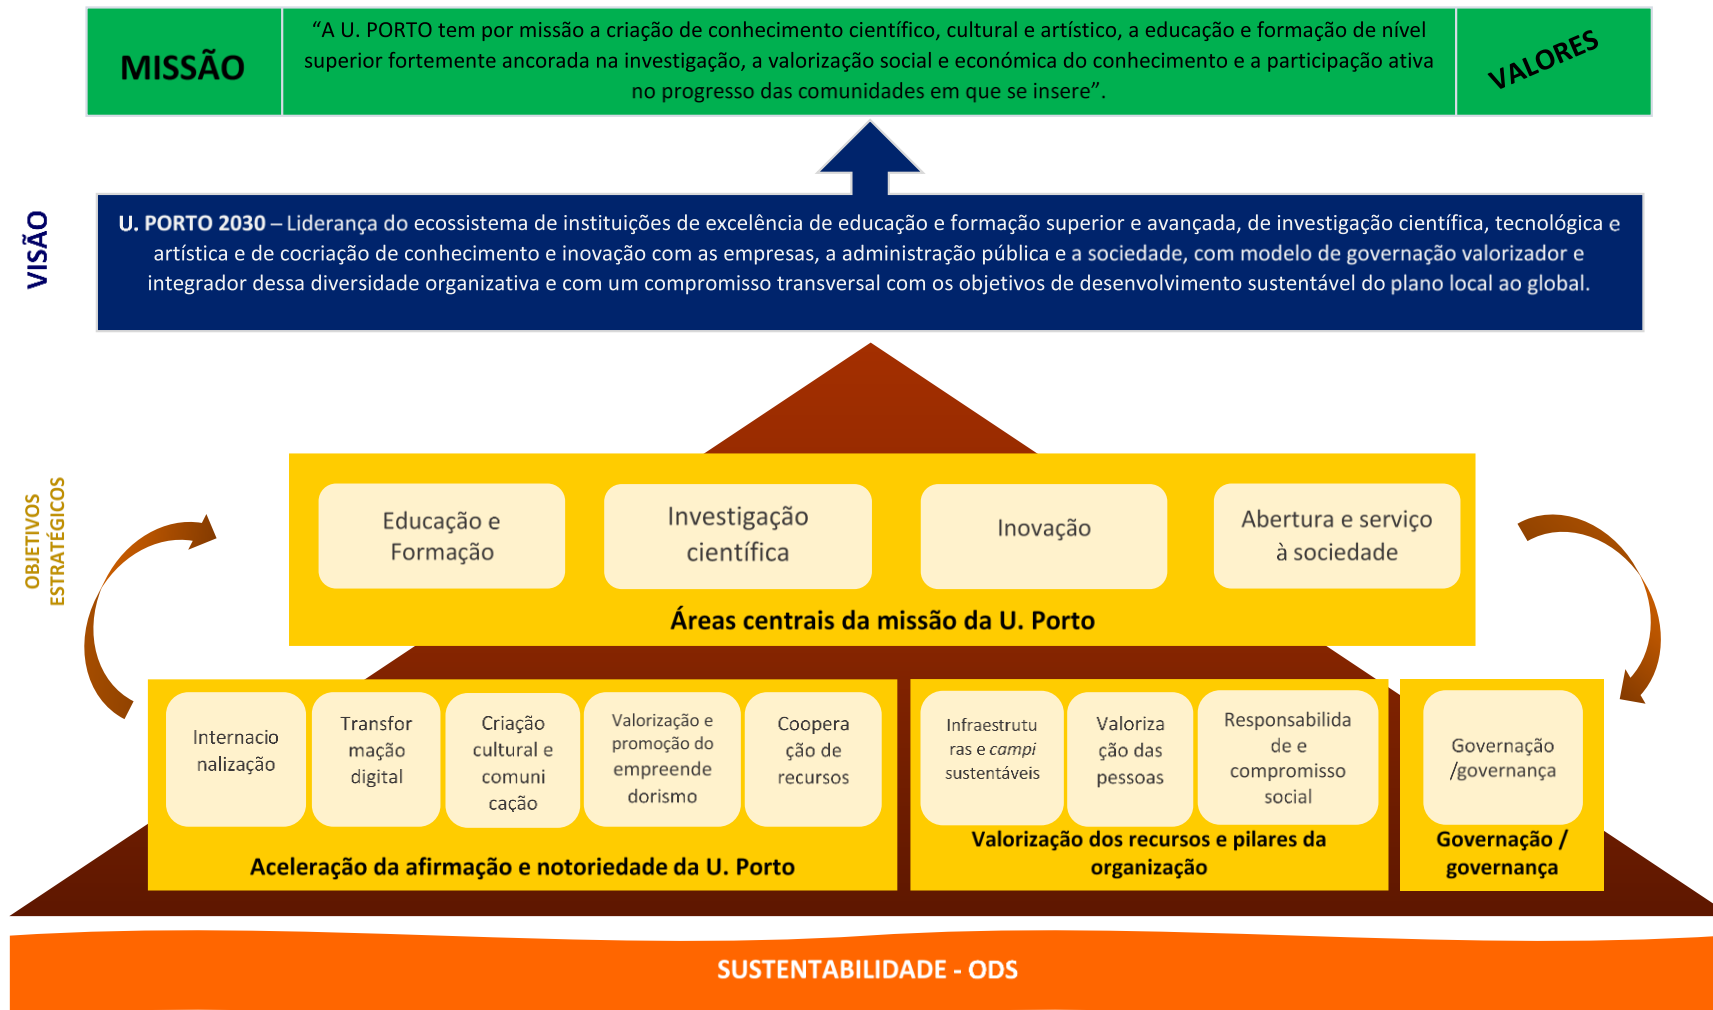 MISSÃO
“A U. PORTO tem por missão a criação de conhecimento científico, cultural e artístico, a educação e formação de nível
superior fortemente ancorada na investigação, a valorização social e económica do conhecimento e a participação ativa
no progresso das comunidades em que se insere”.
VALORES
VISÃO
U. PORTO 2030 – Liderança do ecossistema de instituições de excelência de educação e formação superior e avançada, de investigação científica, tecnológica e
artística e de cocriação de conhecimento e inovação com as empresas, a administração pública e a sociedade, com modelo de governação valorizador e
integrador dessa diversidade organizativa e com um compromisso transversal com os objetivos de desenvolvimento sustentável do plano local ao global.
OBJETIVOS
ESTRATÉGICOS
Educação e
Formação
Investigação
científica
Inovação
Abertura e serviço
à sociedade
Áreas centrais da missão da U. Porto
Internacio
nalização
Transfor
mação
digital
Criação
cultural e
comuni
cação
Valorização e
promoção do
empreende
dorismo
Coopera
ção de
recursos
Aceleração da afirmação e notoriedade da U. Porto
Infraestrutu
ras e campi
sustentáveis
Valoriza
ção das
pessoas
Responsabilida
de e
compromisso
social
Valorização dos recursos e pilares da
organização
Governação
/governança
Governação /
governança
SUSTENTABILIDADE - ODS